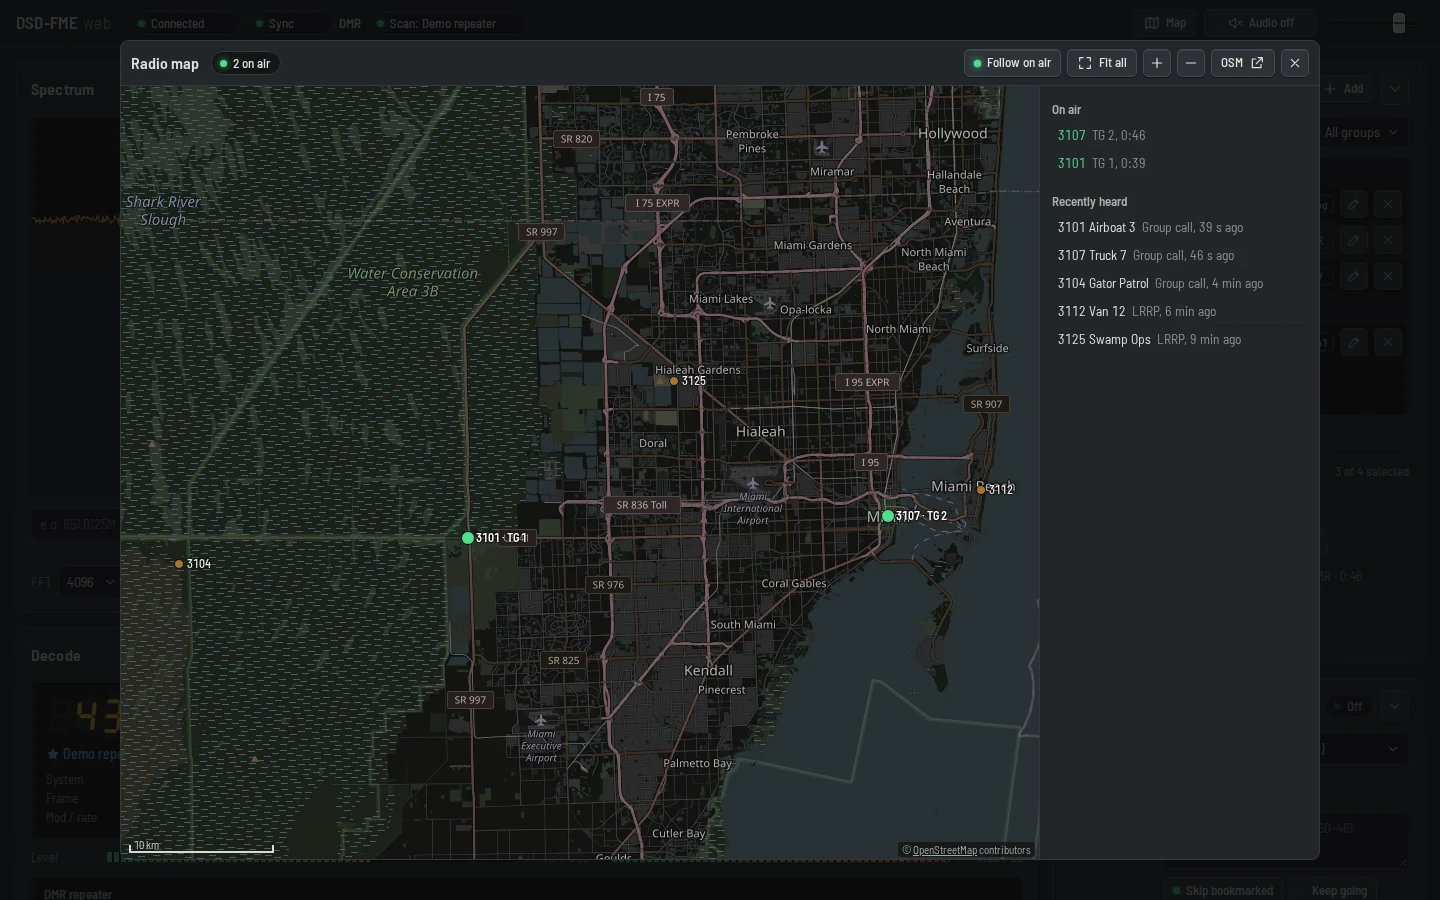 DSD-FME web
Connected
Sync
DMR
Scan: Demo repeater
Map
Audio off
Radio map
2 on air
Follow on air
Fit all
+
−
OSM
Spectrum
Add
All groups
I 75
SR 820
Pembroke
Pines
Hollywood
Miramar
Hallandale
Beach
Shark River
Slough
I 75 EXPR
SR 997
Aventura
Miami Gardens
North Miami
Beach
Water Conservation
Area 3B
Miami Lakes
Opa-locka
North Miami
Surfside
Hialeah Gardens
3125
I 95 EXPR
SR 907
Hialeah
Doral
I 95
Miami Beach
3112
Miami
International
Airport
SR 836 Toll
3107 · TG 2
3101 · TG 1
3104
SR 976
Coral Gables
South Miami
SR 825
Kendall
Pinecrest
SR 997
Miami
Executive
Airport
Palmetto Bay
Cutler Bay
Goulds
10 km
© OpenStreetMap contributors
On air
3107 TG 2, 0:46
3101 TG 1, 0:39
Recently heard
3101 Airboat 3 Group call, 39 s ago
3107 Truck 7 Group call, 46 s ago
3104 Gator Patrol Group call, 4 min ago
3112 Van 12 LRRP, 6 min ago
3125 Swamp Ops LRRP, 9 min ago
3 of 4 selected
e.g. 851.0125M
FFT 4096
Decode
43
Demo repe
System
Frame
Mod / rate
Level
DMR repeater
Off
Skip bookmarked
Keep going